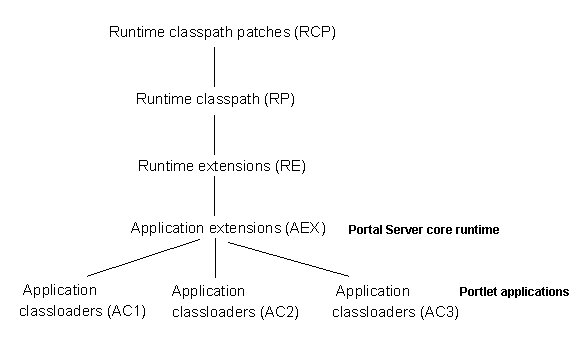 Runtime classpath patches (RCP)
Runtime classpath (RP)
Runtime extensions (RE)
Application extensions (AEX) Portal Server core runtime
Application Application Application Portlet applications
classloaders (AC1) classloaders (AC2) classloaders (AC3)